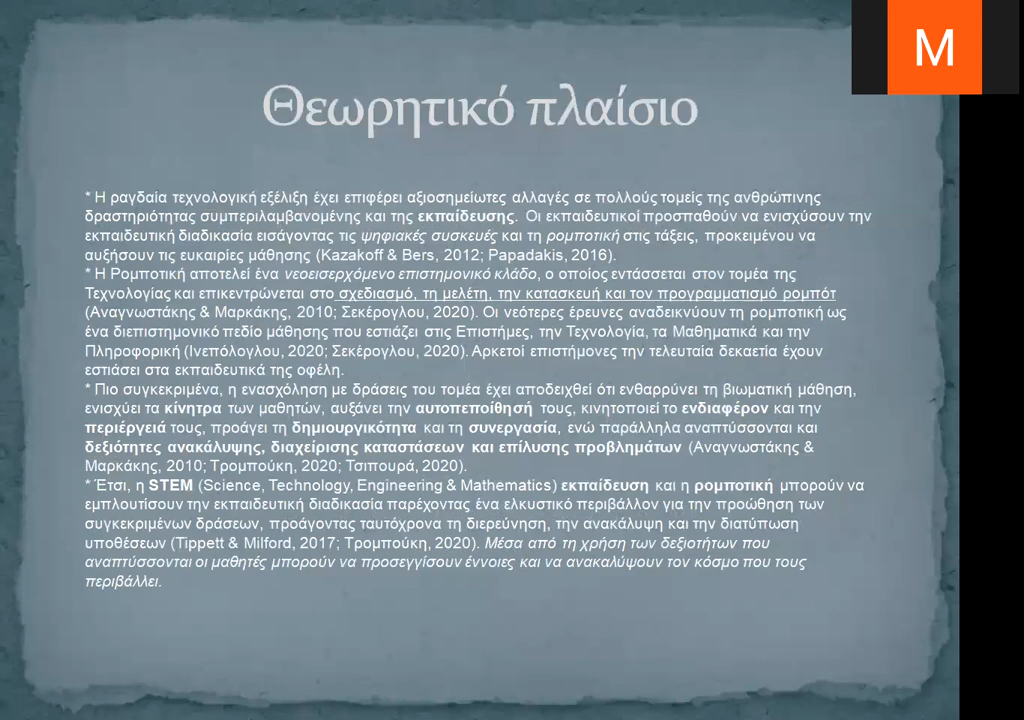 M
Θεωρητικό πλαίσιο
* Η ραγδαία τεχνολογική εξέλιξη έχει επιφέρει αξιοσημείωτες αλλαγές σε πολλούς τομείς της ανθρώπινης
δραστηριότητας συμπεριλαμβανομένης και της εκπαίδευσης. Οι εκπαιδευτικοί προσπαθούν να ενισχύσουν την
εκπαιδευτική διαδικασία εισάγοντας τις ψηφιακές συσκευές και τη ρομποτική στις τάξεις, προκειμένου να
αυξήσουν τις ευκαιρίες μάθησης (Kazakoff & Bers, 2012; Papadakis, 2016).
* Η Ρομποτική αποτελεί ένα νεοεισερχόμενο επιστημονικό κλάδο, ο οποίος εντάσσεται στον τομέα της
Τεχνολογίας και επικεντρώνεται στο σχεδιασμό, τη μελέτη, την κατασκευή και τον προγραμματισμό ρομπότ
(Αναγνωστάκης & Μαρκάκης, 2010; Σεκέρογλου, 2020). Οι νεότερες έρευνες αναδεικνύουν τη ρομποτική ως
ένα διεπιστημονικό πεδίο μάθησης που εστιάζει στις Επιστήμες, την Τεχνολογία, τα Μαθηματικά και την
Πληροφορική (Ινεπόλογλου, 2020; Σεκέρογλου, 2020). Αρκετοί επιστήμονες την τελευταία δεκαετία έχουν
εστιάσει στα εκπαιδευτικά της οφέλη.
* Πιο συγκεκριμένα, η ενασχόληση με δράσεις του τομέα έχει αποδειχθεί ότι ενθαρρύνει τη βιωματική μάθηση,
ενισχύει τα κίνητρα των μαθητών, αυξάνει την αυτοπεποίθησή τους, κινητοποιεί το ενδιαφέρον και την
περιέργειά τους, προάγει τη δημιουργικότητα και τη συνεργασία, ενώ παράλληλα αναπτύσσονται και
δεξιότητες ανακάλυψης, διαχείρισης καταστάσεων και επίλυσης προβλημάτων (Αναγνωστάκης &
Μαρκάκης, 2010; Τρομπούκη, 2020; Τσιπουρά, 2020).
* Έτσι, η STEM (Science, Technology, Engineering & Mathematics) εκπαίδευση και η ρομποτική μπορούν να
εμπλουτίσουν την εκπαιδευτική διαδικασία παρέχοντας ένα ελκυστικό περιβάλλον για την προώθηση των
συγκεκριμένων δράσεων, προάγοντας ταυτόχρονα τη διερεύνηση, την ανακάλυψη και την διατύπωση
υποθέσεων (Tippett & Milford, 2017; Τρομπούκη, 2020). Μέσα από τη χρήση των δεξιοτήτων που
αναπτύσσονται οι μαθητές μπορούν να προσεγγίσουν έννοιες και να ανακαλύψουν τον κόσμο που τους
περιβάλλει.